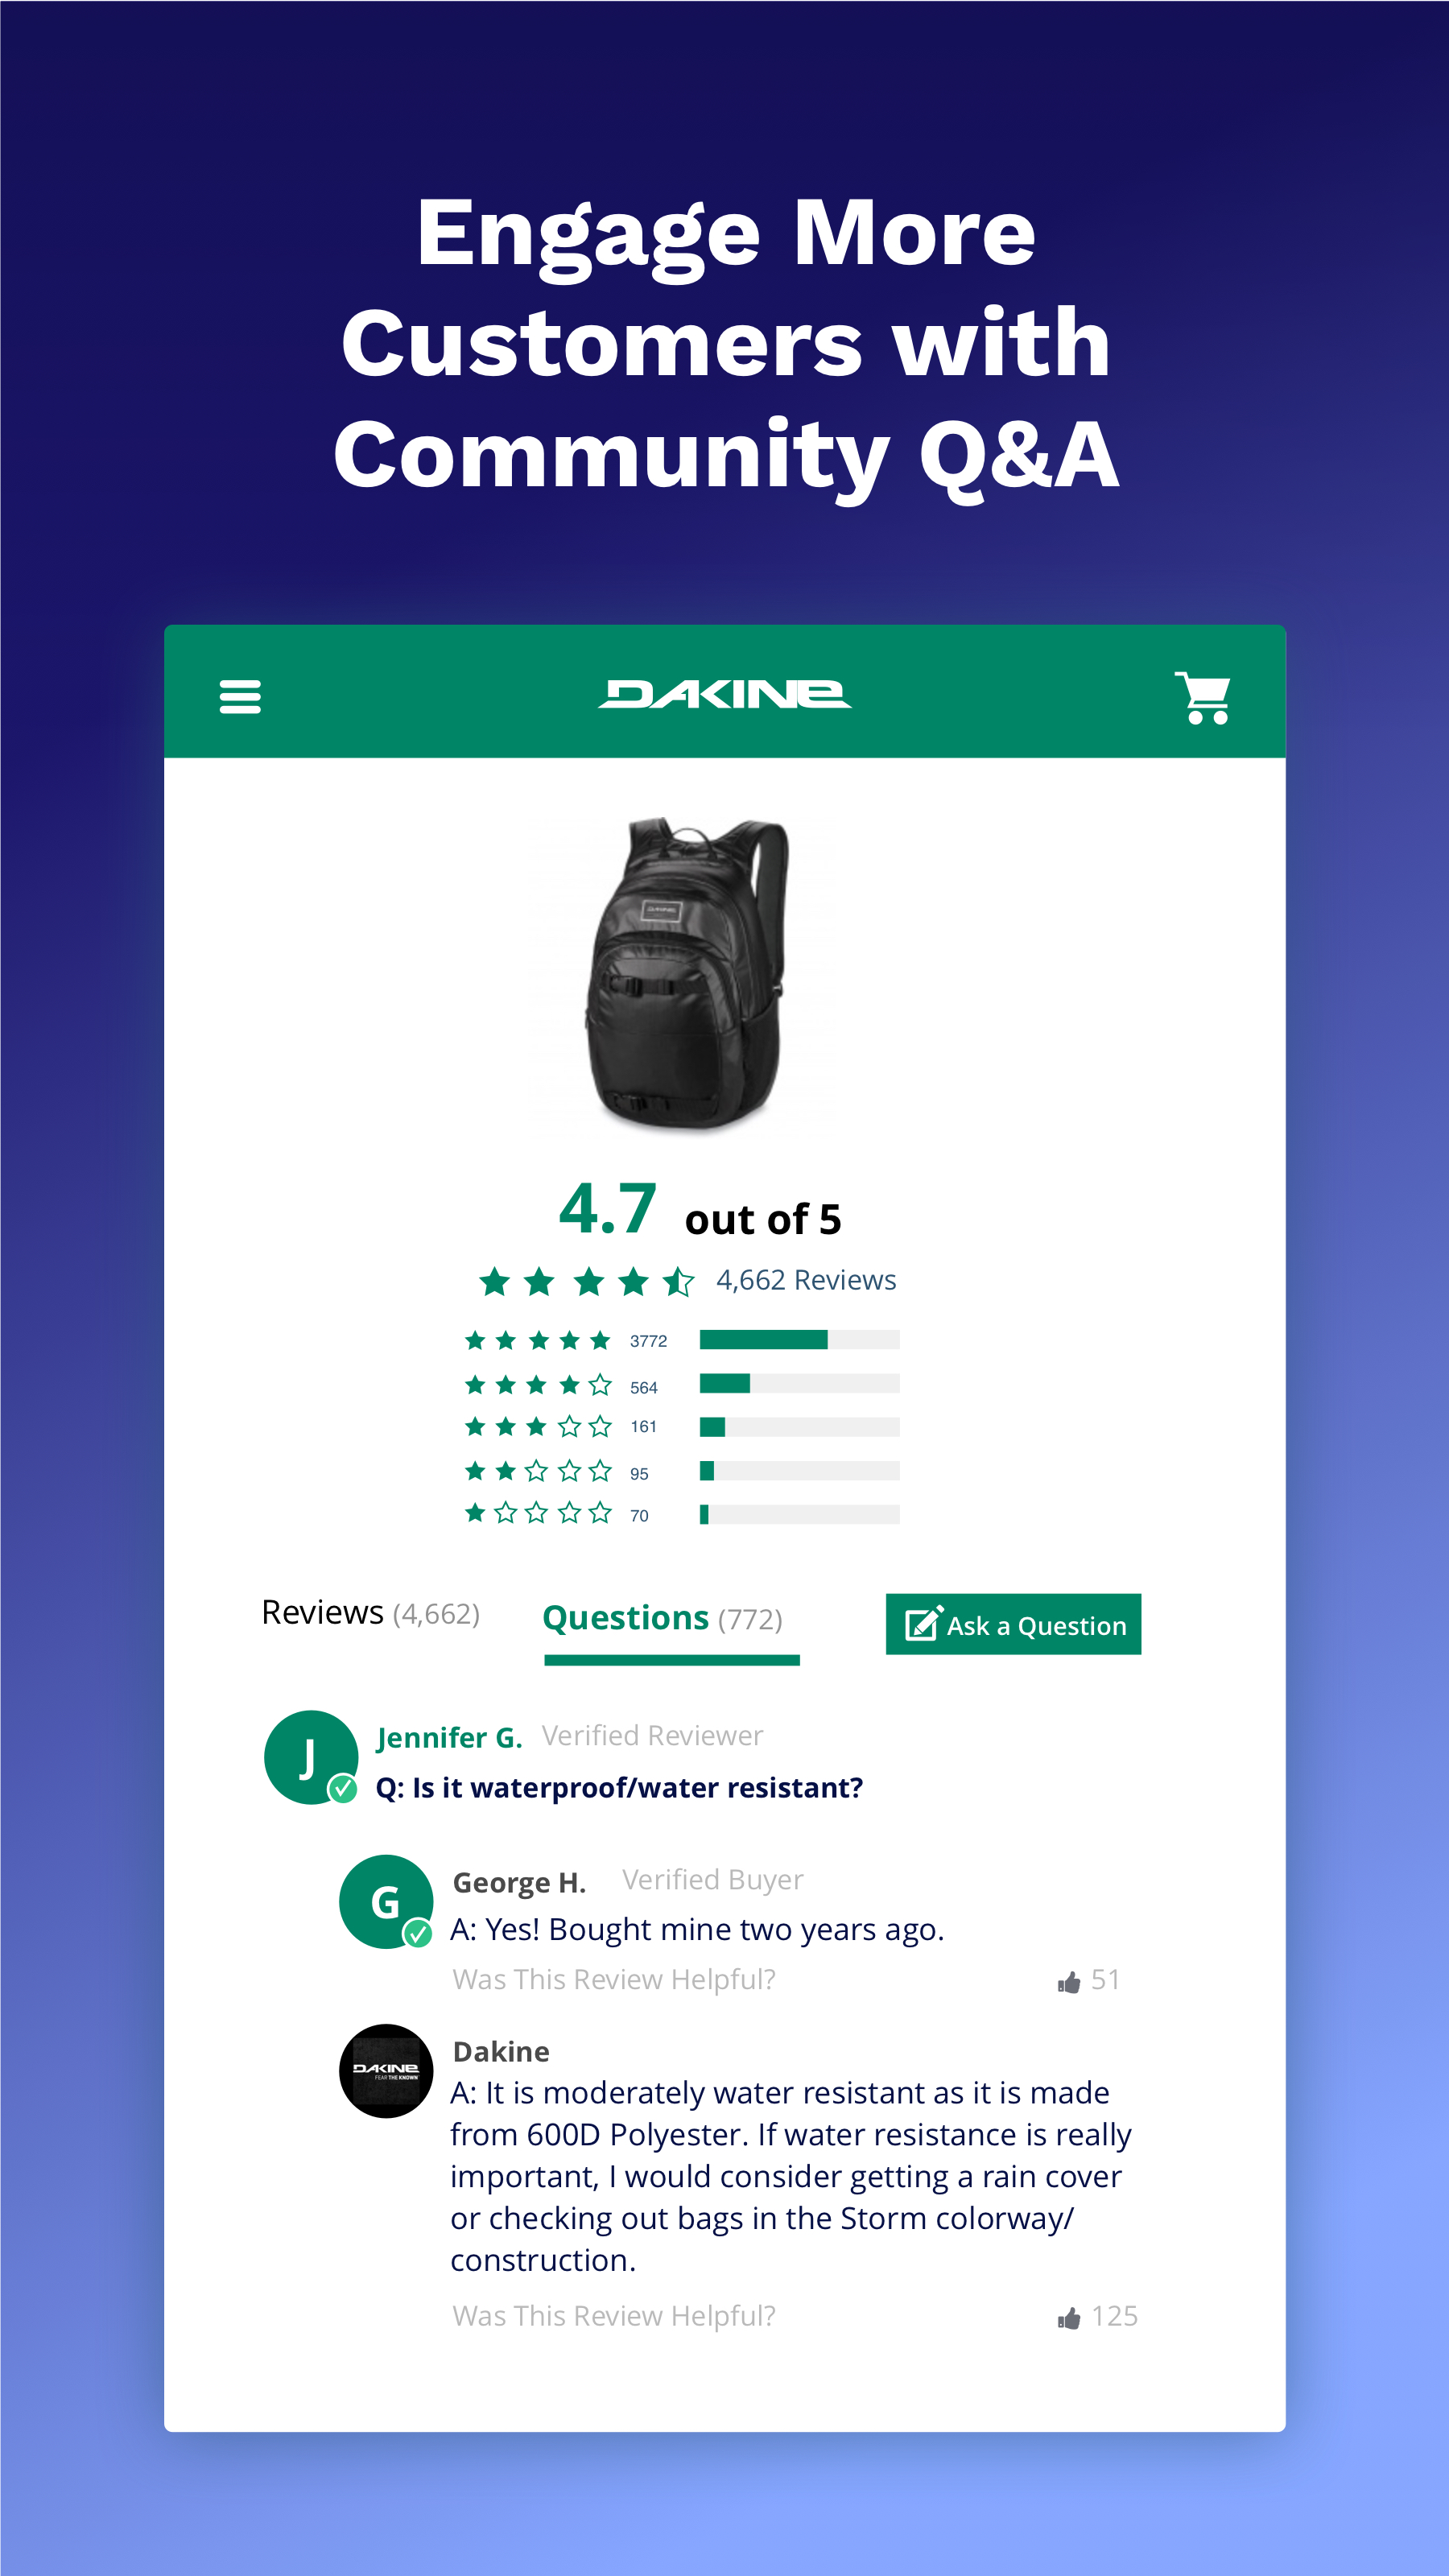 Engage More
Customers with
Community Q&A
DAKINE
DAKINE
4.7 out of 5
4,662 Reviews
3772
564
161
95
70
Reviews (4,662)
Questions (772)
Ask a Question
J
Jennifer G. Verified Reviewer
Q: Is it waterproof/water resistant?
G
George H. Verified Buyer
A: Yes! Bought mine two years ago.
Was This Review Helpful? 51
DAKINE
FEAR THE KNOWN
Dakine
A: It is moderately water resistant as it is made
from 600D Polyester. If water resistance is really
important, I would consider getting a rain cover
or checking out bags in the Storm colorway/
construction.
Was This Review Helpful? 125